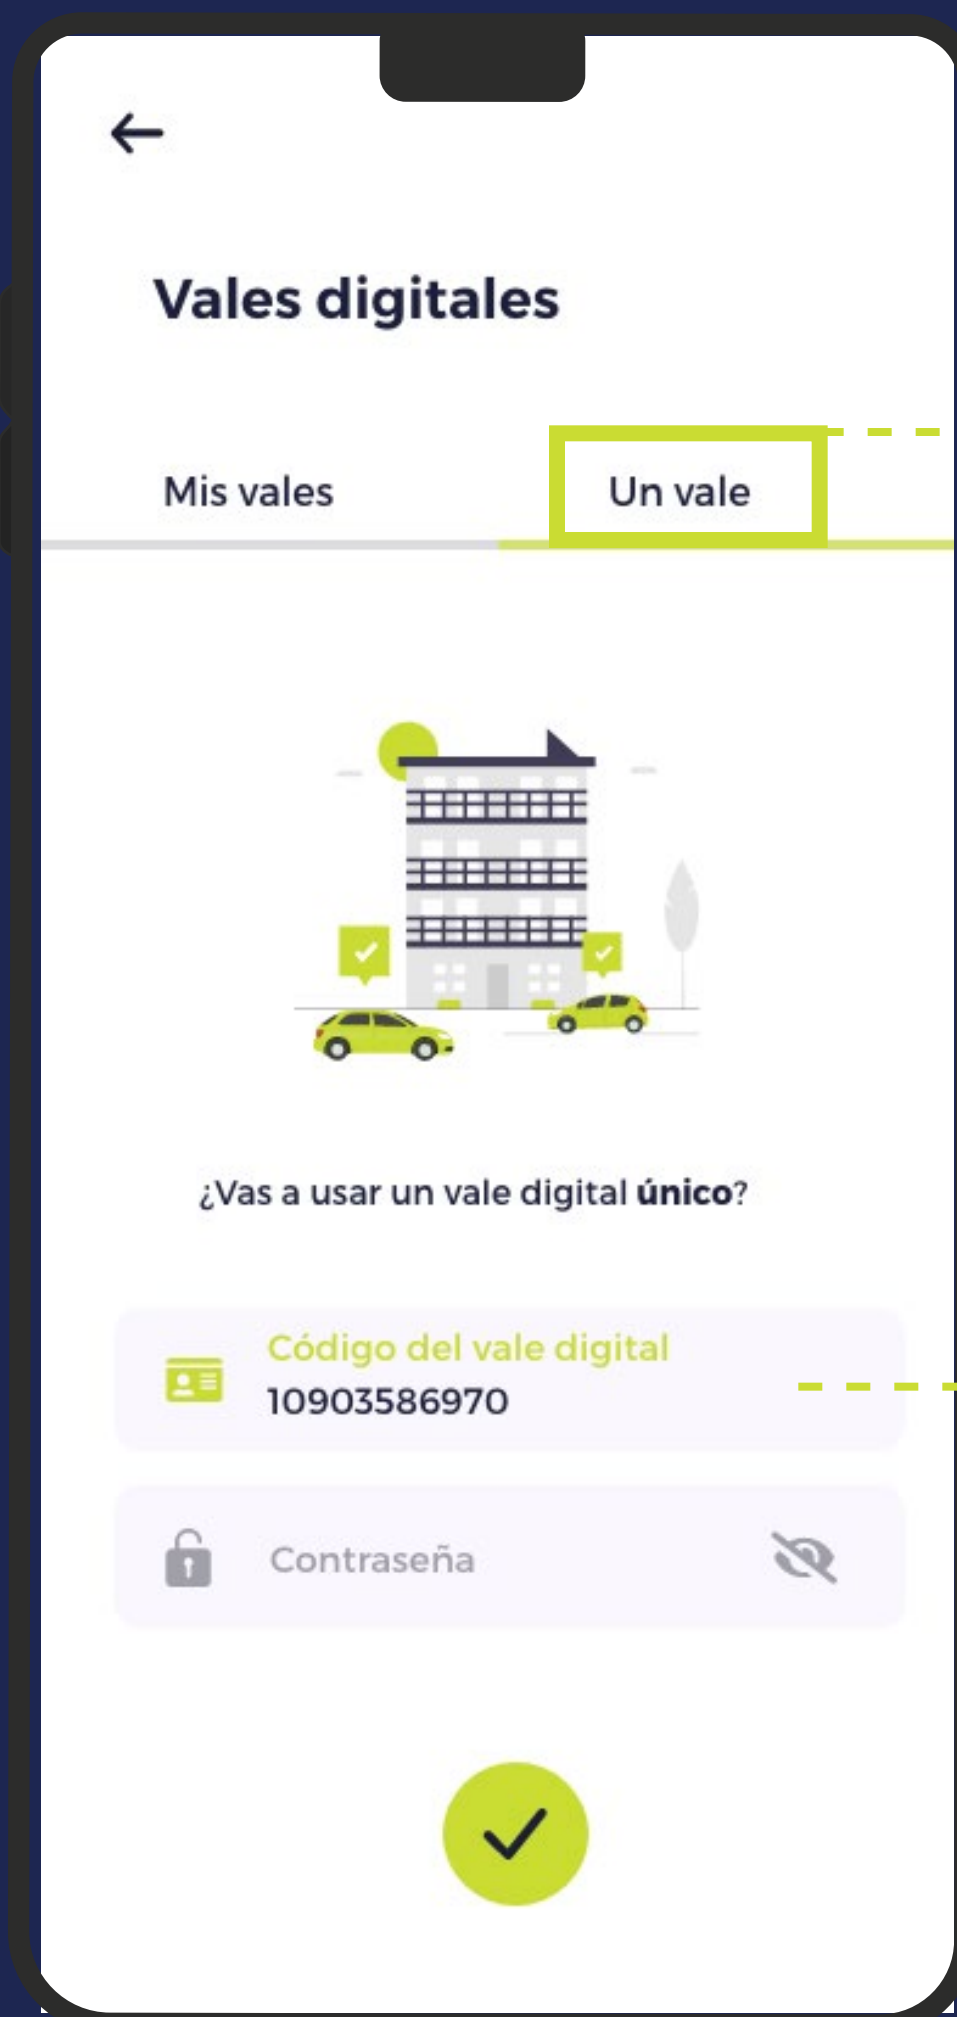 Vales digitales
Mis vales
Un vale
¿Vas a usar un vale digital único?
Código del vale digital
10903586970
Contraseña